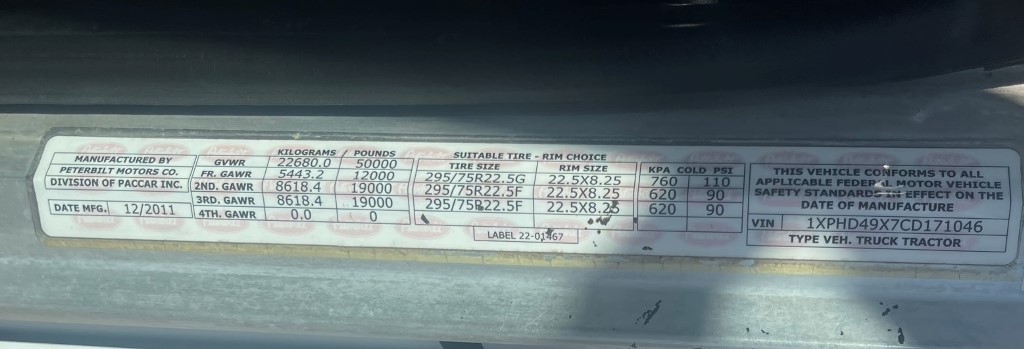 MANUFACTURED BY
PETERBILT MOTORS CO.
DIVISION OF PACCAR INC.
DATE MFG. 12/2011
KILOGRAMS / POUNDS
GVWR 22680.0 50000
FR. GAWR 5443.2 12000
2ND. GAWR 8618.4 19000
3RD. GAWR 8618.4 19000
4TH. GAWR 0.0 0
SUITABLE TIRE - RIM CHOICE
TIRE SIZE RIM SIZE KPA COLD PSI
295/75R22.5G 22.5X8.25 760 110
295/75R22.5F 22.5X8.25 620 90
295/75R22.5F 22.5X8.25 620 90
LABEL 22-01467
THIS VEHICLE CONFORMS TO ALL
APPLICABLE FEDERAL MOTOR VEHICLE
SAFETY STANDARD IN EFFECT ON THE
DATE OF MANUFACTURE
VIN 1XPHD49X7CD171046
TYPE VEH. TRUCK TRACTOR